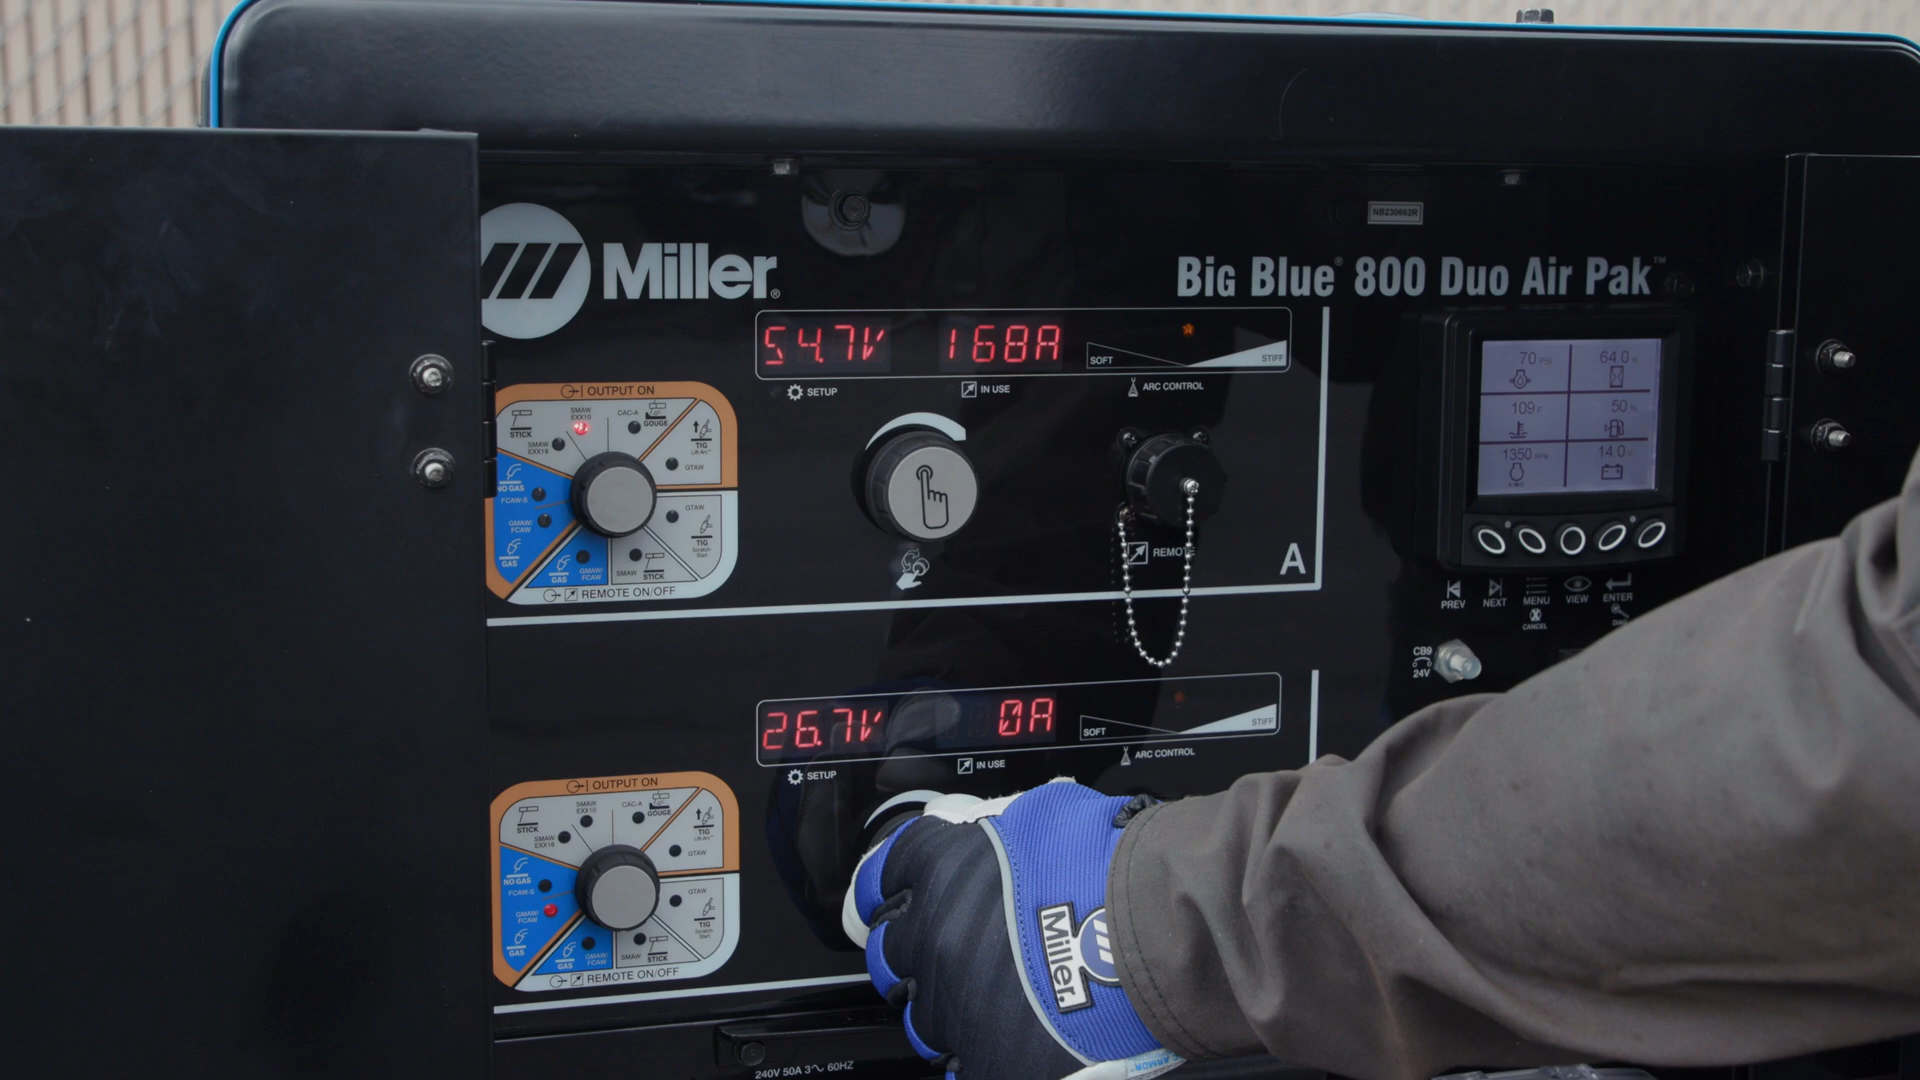 NB230662R
Miller®
Big Blue® 800 Duo Air Pak™
54.7V 168A
SOFT STIFF
SETUP IN USE ARC CONTROL
OUTPUT ON
SMAW
EXX10
CAC-A
GOUGE
STICK
SMAW
EXX18
TIG
Lift-Arc™
GTAW
NO GAS
FCAW-S
GMAW/
FCAW
GAS
GMAW/
FCAW
GAS
SMAW
STICK
GTAW
TIG
Scratch-
Start
REMOTE ON/OFF
REMOTE
A
70 PSI 64.0 H
109 F 50 %
1350 RPM 14.0 V
PREV NEXT MENU VIEW ENTER
CANCEL DIAG
CB9
24V
26.7V 0A
SOFT STIFF
SETUP IN USE ARC CONTROL
OUTPUT ON
SMAW
EXX10
CAC-A
GOUGE
STICK
SMAW
EXX18
TIG
Lift-Arc™
GTAW
NO GAS
FCAW-S
GMAW/
FCAW
GAS
GMAW/
FCAW
GAS
SMAW
STICK
GTAW
TIG
Scratch-
Start
REMOTE ON/OFF
Miller.
240V 50A 3~ 60HZ